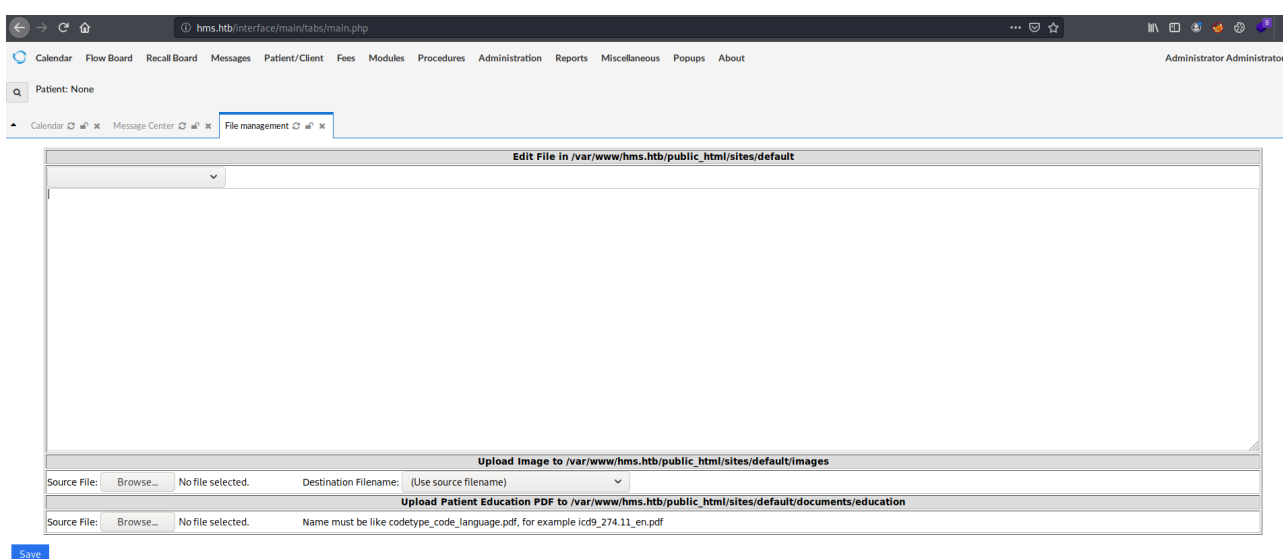 hms.htb/interface/main/tabs/main.php
8
Calendar Flow Board Recall Board Messages Patient/Client Fees Modules Procedures Administration Reports Miscellaneous Popups About Administrator Administrator
Patient: None
Calendar Message Center File management
Edit File in /var/www/hms.htb/public_html/sites/default
Upload Image to /var/www/hms.htb/public_html/sites/default/images
Source File: Browse... No file selected. Destination Filename: (Use source filename)
Upload Patient Education PDF to /var/www/hms.htb/public_html/sites/default/documents/education
Source File: Browse... No file selected. Name must be like codetype_code_language.pdf, for example icd9_274.11_en.pdf
Save